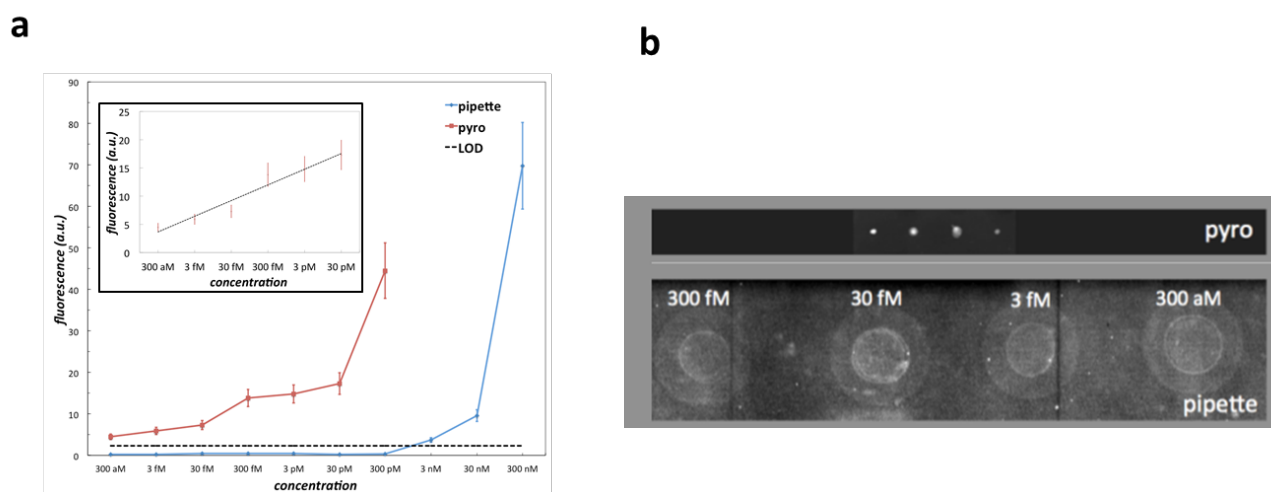 a
90
80
70
60
50
40
30
20
10
0
fluorescence (a.u.)
300 aM 3 fM 30 fM 300 fM 3 pM 30 pM 300 pM 3 nM 30 nM 300 nM
concentration
pipette
pyro
LOD
25
20
15
10
5
0
fluorescence (a.u.)
300 aM 3 fM 30 fM 300 fM 3 pM 30 pM
concentration
b
pyro
300 fM 30 fM 3 fM 300 aM
pipette